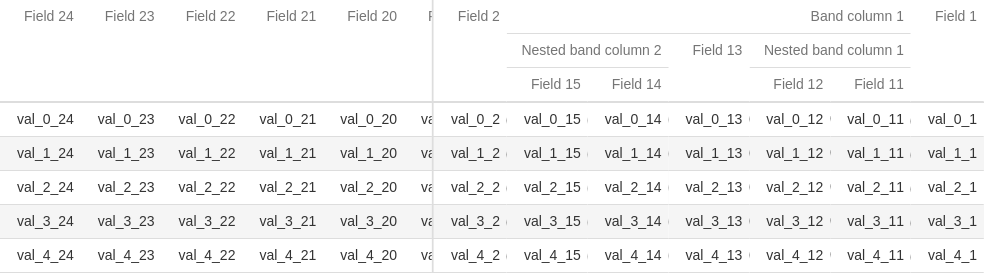 Field 24 Field 23 Field 22 Field 21 Field 20 Field 2 Band column 1 Field 1
Nested band column 2 Field 13 Nested band column 1
Field 15 Field 14 Field 12 Field 11
val_0_24 val_0_23 val_0_22 val_0_21 val_0_20 val_0_2 val_0_15 val_0_14 val_0_13 val_0_12 val_0_11 val_0_1
val_1_24 val_1_23 val_1_22 val_1_21 val_1_20 val_1_2 val_1_15 val_1_14 val_1_13 val_1_12 val_1_11 val_1_1
val_2_24 val_2_23 val_2_22 val_2_21 val_2_20 val_2_2 val_2_15 val_2_14 val_2_13 val_2_12 val_2_11 val_2_1
val_3_24 val_3_23 val_3_22 val_3_21 val_3_20 val_3_2 val_3_15 val_3_14 val_3_13 val_3_12 val_3_11 val_3_1
val_4_24 val_4_23 val_4_22 val_4_21 val_4_20 val_4_2 val_4_15 val_4_14 val_4_13 val_4_12 val_4_11 val_4_1